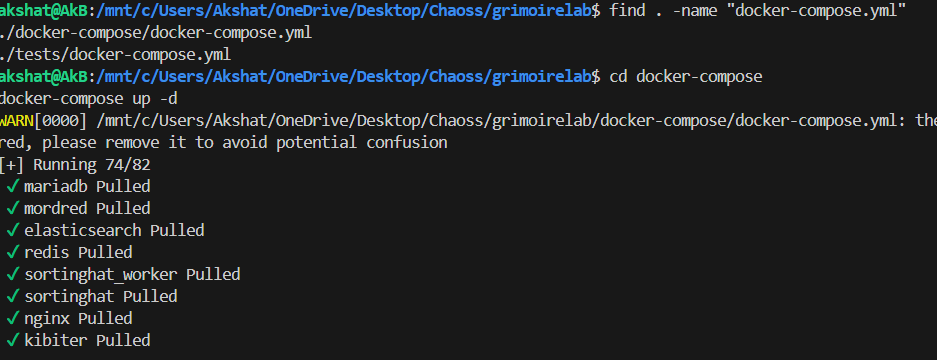 akshat@AkB:/mnt/c/Users/Akshat/OneDrive/Desktop/Chaoss/grimoirelab$ find . -name "docker-compose.yml"
./docker-compose/docker-compose.yml
./tests/docker-compose.yml
akshat@AkB:/mnt/c/Users/Akshat/OneDrive/Desktop/Chaoss/grimoirelab$ cd docker-compose
docker-compose up -d
WARN[0000] /mnt/c/Users/Akshat/OneDrive/Desktop/Chaoss/grimoirelab/docker-compose/docker-compose.yml: the
red, please remove it to avoid potential confusion
[+] Running 74/82
✓ mariadb Pulled
✓ mordred Pulled
✓ elasticsearch Pulled
✓ redis Pulled
✓ sortinghat_worker Pulled
✓ sortinghat Pulled
✓ nginx Pulled
✓ kibiter Pulled